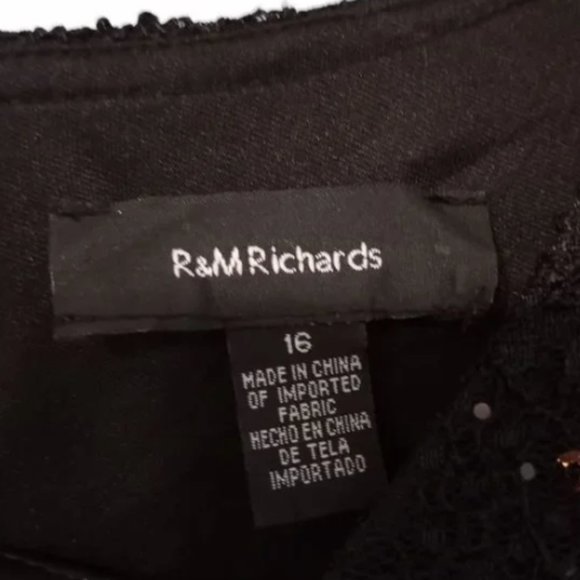 R&M Richards
16
MADE IN CHINA
OF IMPORTED
FABRIC
HECHO EN CHINA
DE TELA
IMPORTADO